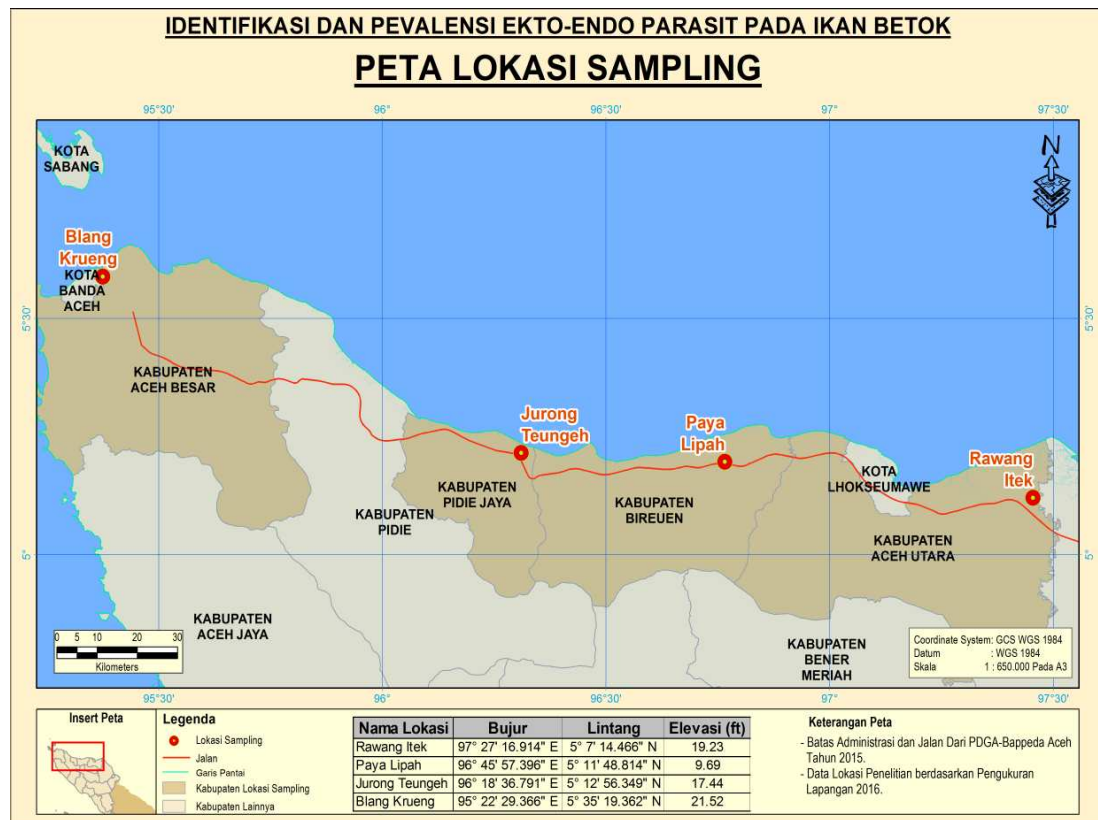 IDENTIFIKASI DAN PEVALENSI EKTO-ENDO PARASIT PADA IKAN BETOK
PETA LOKASI SAMPLING
95°30' 96° 96°30' 97° 97°30'
KOTA
SABANG
N
Blang
Krueng
KOTA
BANDA
ACEH
5°30' 5°30'
KABUPATEN
ACEH BESAR
Jurong
Teungeh
Paya
Lipah
Rawang
Itek
KOTA
LHOKSEUMAWE
KABUPATEN
PIDIE JAYA
KABUPATEN
PIDIE
KABUPATEN
BIREUEN
KABUPATEN
ACEH UTARA
5° 5°
KABUPATEN
ACEH JAYA
KABUPATEN
BENER
MERIAH
0 5 10 20 30
Kilometers
Coordinate System: GCS WGS 1984
Datum : WGS 1984
Skala 1 : 650.000 Pada A3
95°30' 96° 96°30' 97° 97°30'
Insert Peta
Legenda
Lokasi Sampling
Jalan
Garis Pantai
Kabupaten Lokasi Sampling
Kabupaten Lainnya
Nama Lokasi Bujur Lintang Elevasi (ft)
Rawang Itek 97° 27' 16.914" E 5° 7' 14.466" N 19.23
Paya Lipah 96° 45' 57.396" E 5° 11' 48.814" N 9.69
Jurong Teungeh 96° 18' 36.791" E 5° 12' 56.349" N 17.44
Blang Krueng 95° 22' 29.366" E 5° 35' 19.362" N 21.52
Keterangan Peta
- Batas Administrasi dan Jalan Dari PDGA-Bappeda Aceh
Tahun 2015.
- Data Lokasi Penelitian berdasarkan Pengukuran
Lapangan 2016.